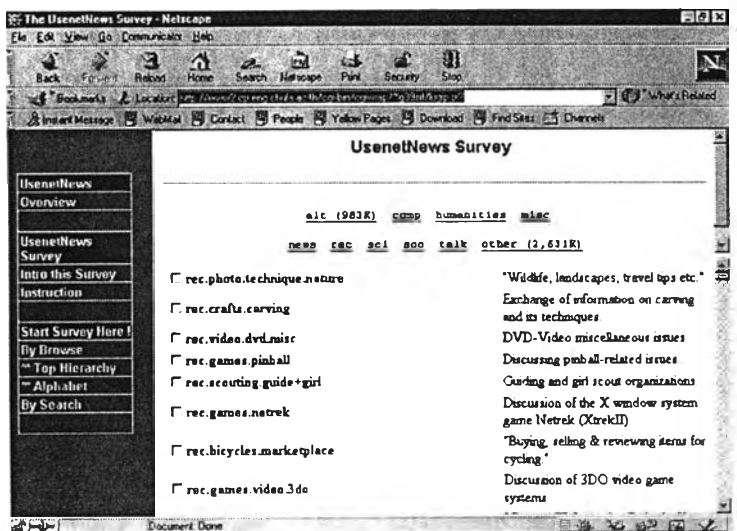 The UsenetNews Survey - Netscape
File Edit View Go Communicator Help
Back Forward Reload Home Search Netscape Print Security Stop
N
Bookmarks Location: What's Related
Instant Message WebMail Contact People Yellow Pages Download Find Sites Channels
UsenetNews Survey
UsenetNews
Overview
UsenetNews
Survey
Intro this Survey
Instruction
Start Survey Here !
By Browse
^^ Top Hierarchy
^^ Alphabet
By Search
alt (983K) comp humanities misc
news rec sci soc talk other (2,631K)
rec.photo.technique.nature "Wildlife, landscapes, travel tips etc."
rec.crafts.carving Exchange of information on carving
and its techniques.
rec.video.dvd.misc DVD-Video miscellaneous issues
rec.games.pinball Discussing pinball-related issues.
rec.scouting.guide+girl Guiding and girl scout organizations
rec.games.netrek Discussion of the X window system
game Netrek (XtrekII)
rec.bicycles.marketplace "Buying, selling & reviewing items for
cycling."
rec.games.video.3do Discussion of 3DO video game
systems
Document: Done